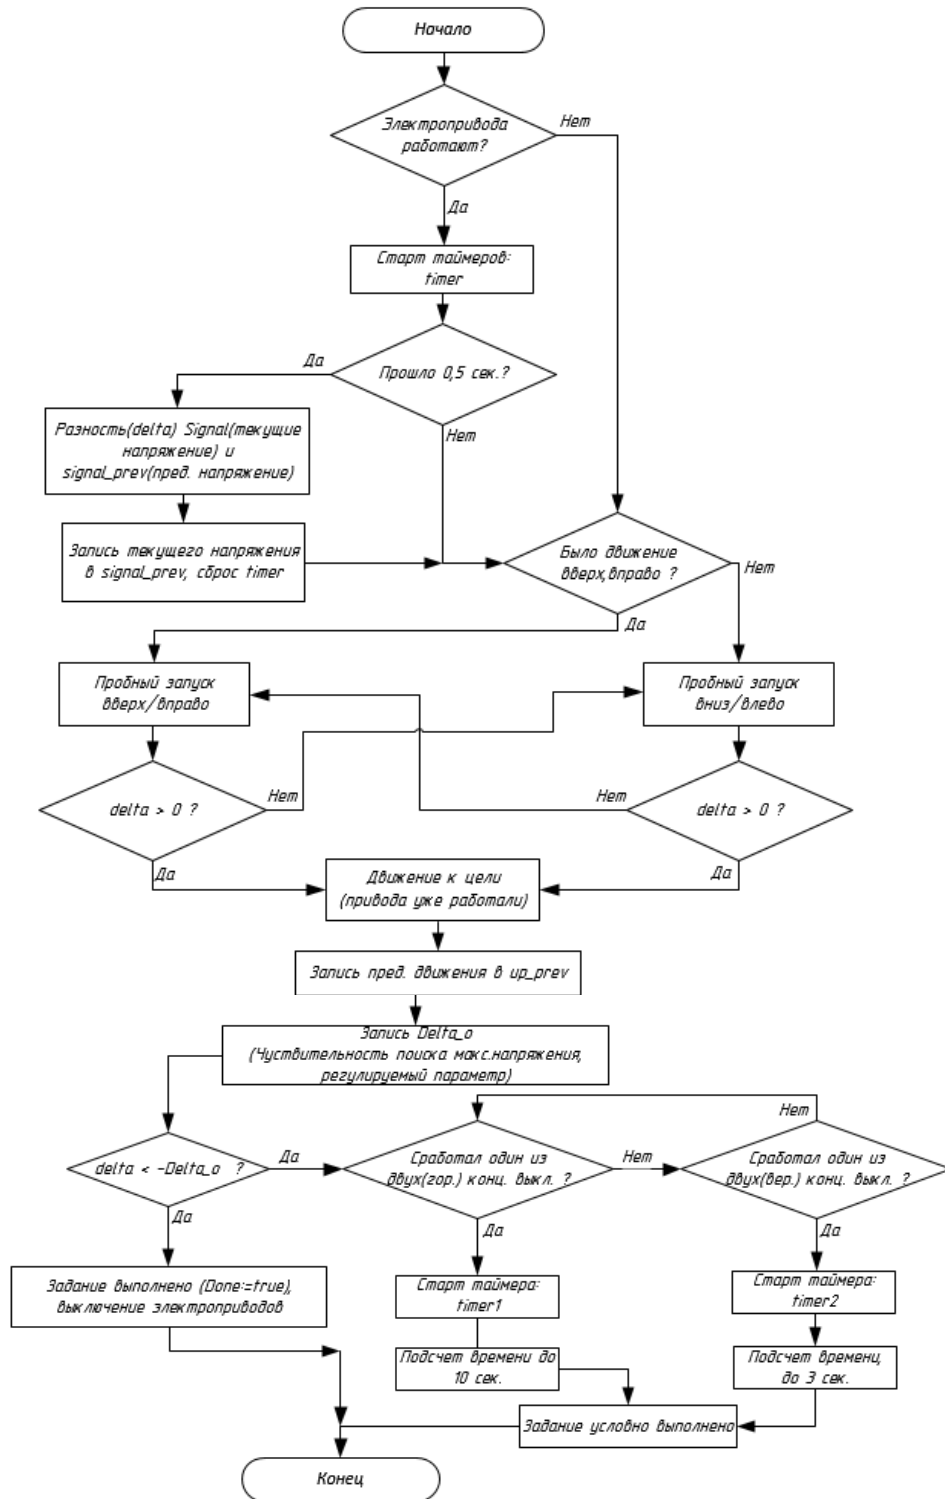 Начало
Электропривода
работают?
Нет
Да
Старт таймеров:
timer
Да
Прошло 0,5 сек.?
Разность(delta) Signal(текущие
напряжение) и
signal_prev(пред. напряжение)
Нет
Запись текущего напряжения
в signal_prev, сброс timer
Было движение
вверх,вправо ?
Нет
Да
Пробный запуск
вверх/вправо
Пробный запуск
вниз/влево
delta > 0 ?
Нет
Нет
delta > 0 ?
Да
Движение к цели
(привода уже работали)
Да
Запись пред. движения в up_prev
Запись Delta_o
(Чуствительность поиска макс.напряжения,
регулируемый параметр)
Нет
delta < -Delta_o ?
Да
Сработал один из
двух(гор.) конц. выкл. ?
Нет
Сработал один из
двух(вер.) конц. выкл. ?
Да
Да
Да
Задание выполнено (Done:=true),
выключение электроприводов
Старт таймера:
timer1
Старт таймера:
timer2
Подсчет времени до
10 сек.
Подсчет времени,
до 3 сек.
Задание условно выполнено
Конец